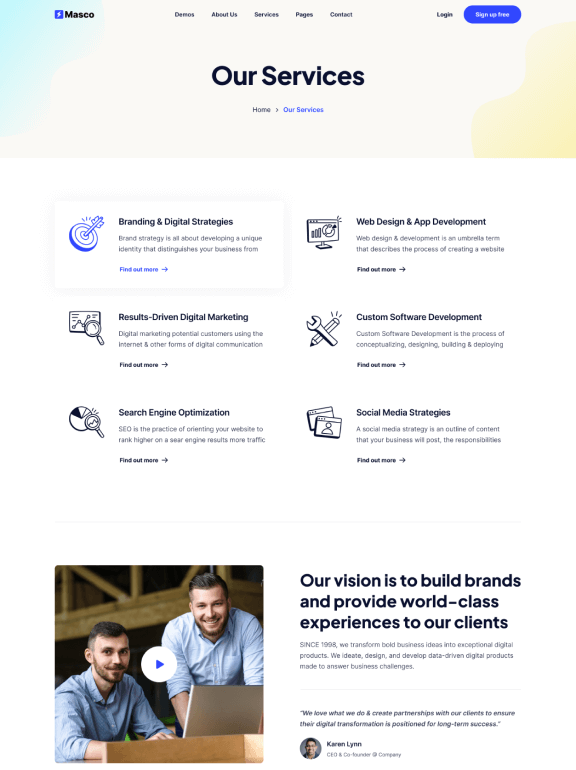 Masco
Demos
About Us
Services
Pages
Contact
Login
Sign up free
Our Services
Home > Our Services
Branding & Digital Strategies
Brand strategy is all about developing a unique
identity that distinguishes your business from
Find out more →
Web Design & App Development
Web design & development is an umbrella term
that describes the process of creating a website
Find out more →
Results-Driven Digital Marketing
Digital marketing potential customers using the
internet & other forms of digital communication
Find out more →
Custom Software Development
Custom Software Development is the process of
conceptualizing, designing, building & deploying
Find out more →
Search Engine Optimization
SEO is the practice of orienting your website to
rank higher on a sear engine results more traffic
Find out more →
Social Media Strategies
A social media strategy is an outline of content
that your business will post, the responsibilities
Find out more →
Our vision is to build brands
and provide world-class
experiences to our clients
SINCE 1998, we transform bold business ideas into exceptional digital
products. We ideate, design, and develop data-driven digital products
made to answer business challenges.
"We love what we do & create partnerships with our clients to ensure
their digital transformation is positioned for long-term success."
Karen Lynn
CEO & Co-founder @ Company